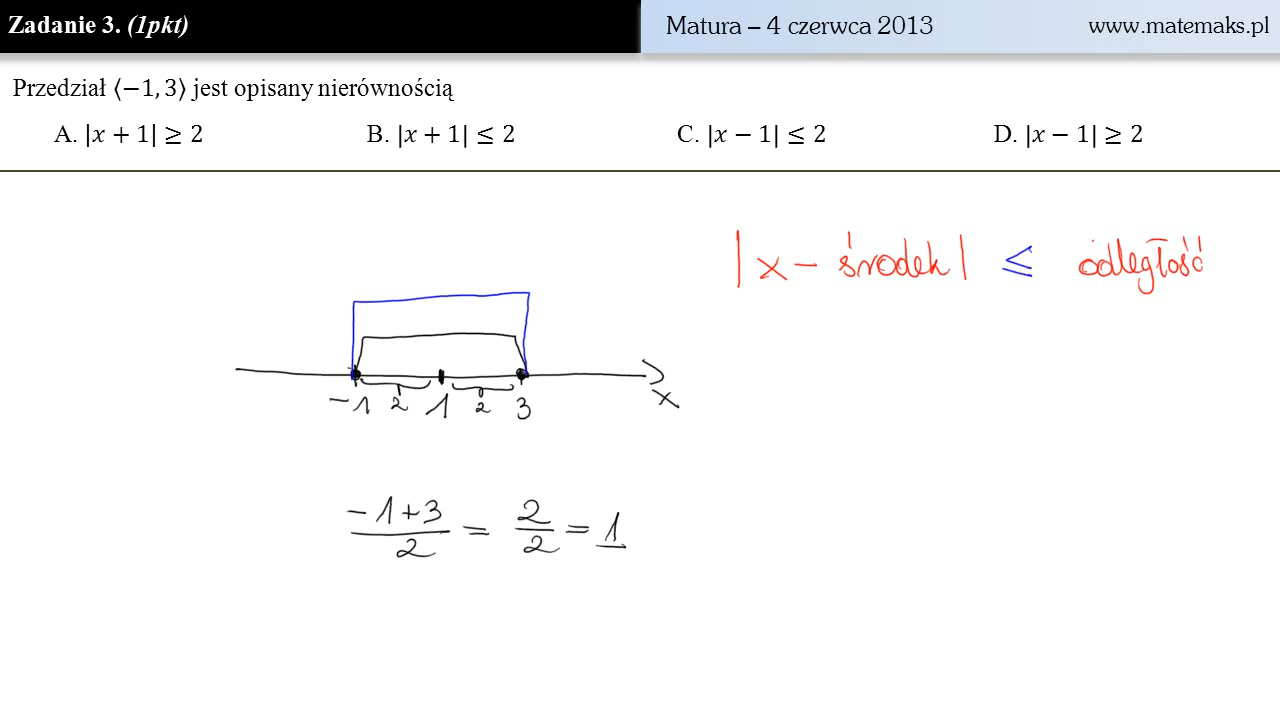 Zadanie 3. (1pkt)
Matura – 4 czerwca 2013
www.matemaks.pl
Przedział ⟨−1, 3⟩ jest opisany nierównością
A. |x + 1| ≥ 2 B. |x + 1| ≤ 2 C. |x − 1| ≤ 2 D. |x − 1| ≥ 2
|x − środek| ≤ odległość
−1 2 1 2 3 x
(−1+3)/2 = 2/2 = 1